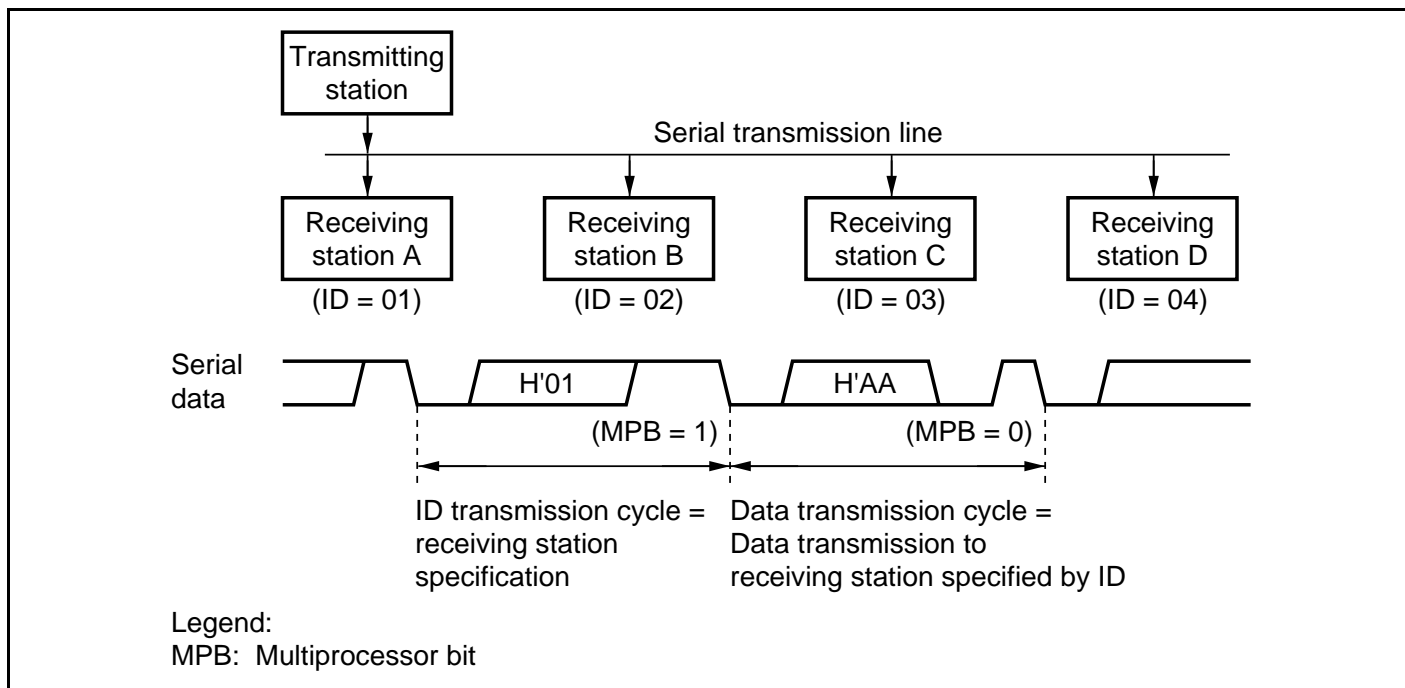 Transmitting
station
Serial transmission line
Receiving
station A
(ID = 01)
Receiving
station B
(ID = 02)
Receiving
station C
(ID = 03)
Receiving
station D
(ID = 04)
Serial
data
H'01
H'AA
(MPB = 1)
(MPB = 0)
ID transmission cycle =
receiving station
specification
Data transmission cycle =
Data transmission to
receiving station specified by ID
Legend:
MPB: Multiprocessor bit